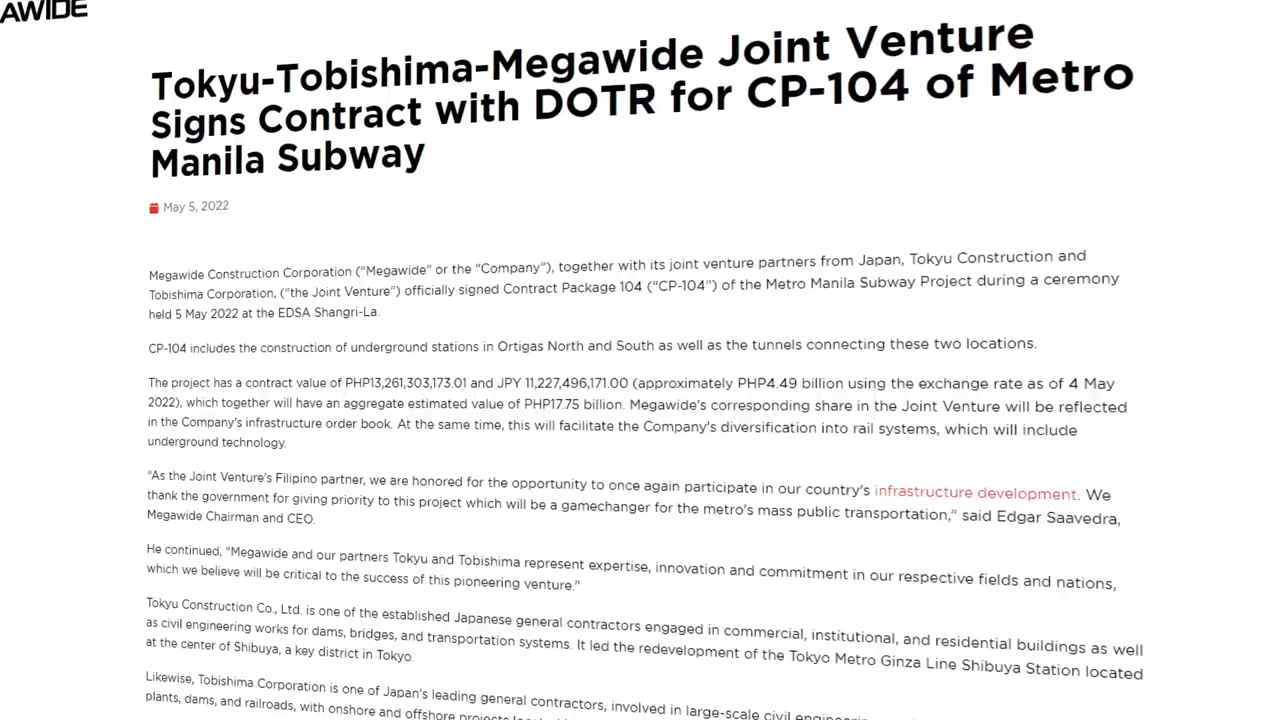 AWIDE
Tokyu-Tobishima-Megawide Joint Venture
Signs Contract with DOTR for CP-104 of Metro
Manila Subway
May 5, 2022
Megawide Construction Corporation (“Megawide” or the “Company”), together with its joint venture partners from Japan, Tokyu Construction and
Tobishima Corporation, (“the Joint Venture”) officially signed Contract Package 104 (“CP-104”) of the Metro Manila Subway Project during a ceremony
held 5 May 2022 at the EDSA Shangri-La.
CP-104 includes the construction of underground stations in Ortigas North and South as well as the tunnels connecting these two locations.
The project has a contract value of PHP13,261,303,173.01 and JPY 11,227,496,171.00 (approximately PHP4.49 billion using the exchange rate as of 4 May
2022), which together will have an aggregate estimated value of PHP17.75 billion. Megawide’s corresponding share in the Joint Venture will be reflected
in the Company’s infrastructure order book. At the same time, this will facilitate the Company’s diversification into rail systems, which will include
underground technology.
“As the Joint Venture’s Filipino partner, we are honored for the opportunity to once again participate in our country’s infrastructure development. We
thank the government for giving priority to this project which will be a gamechanger for the metro’s mass public transportation,” said Edgar Saavedra,
Megawide Chairman and CEO.
He continued, “Megawide and our partners Tokyu and Tobishima represent expertise, innovation and commitment in our respective fields and nations,
which we believe will be critical to the success of this pioneering venture.”
Tokyu Construction Co., Ltd. is one of the established Japanese general contractors engaged in commercial, institutional, and residential buildings as well
as civil engineering works for dams, bridges, and transportation systems. It led the redevelopment of the Tokyo Metro Ginza Line Shibuya Station located
at the center of Shibuya, a key district in Tokyo.
Likewise, Tobishima Corporation is one of Japan’s leading general contractors, involved in large-scale civil
plants, dams, and railroads, with onshore and offshore projects